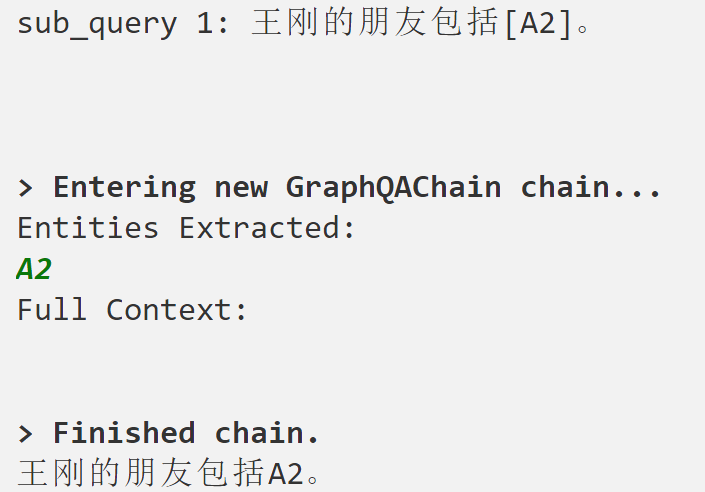 sub_query 1: 王刚的朋友包括[A2]。
> Entering new GraphQAChain chain...
Entities Extracted:
A2
Full Context:
> Finished chain.
王刚的朋友包括A2。